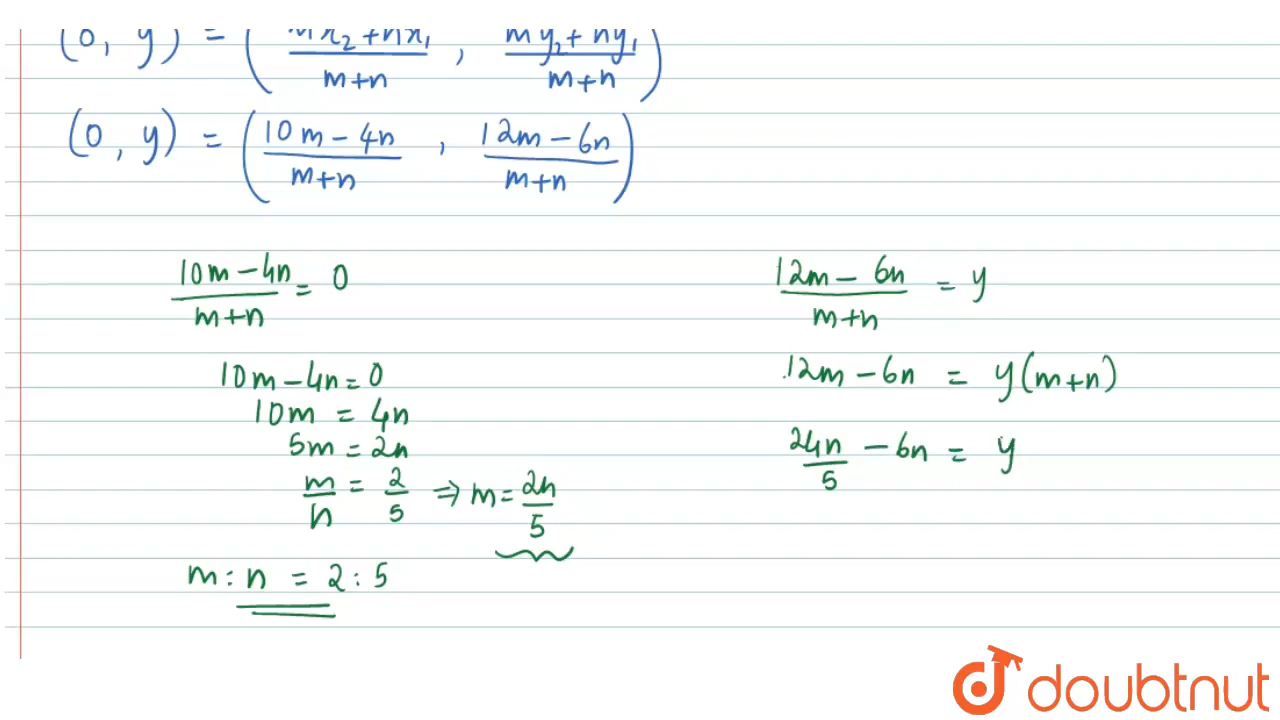 (0, y) = (mx₂+nx₁/m+n , my₂+ny₁/m+n)
(0, y) = (10m-4n/m+n , 12m-6n/m+n)
10m-4n/m+n = 0
10m-4n=0
10m = 4n
5m = 2n
m/n = 2/5 ⇒ m = 2n/5
m:n = 2:5
12m-6n/m+n = y
12m-6n = y(m+n)
24n/5 - 6n = y
doubtnut